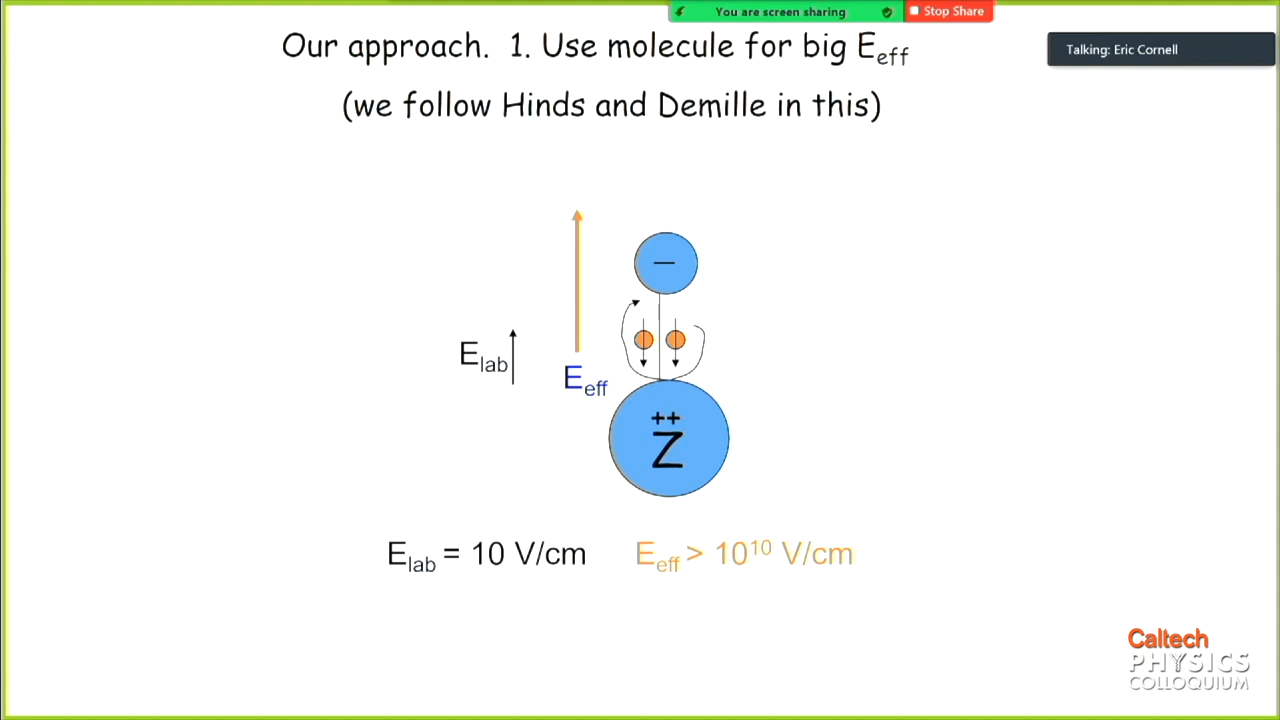 You are screen sharing
Stop Share
Talking: Eric Cornell
Our approach. 1. Use molecule for big Eeff
(we follow Hinds and Demille in this)
−
Elab
Eeff
++
Z
Elab = 10 V/cm
Eeff > 10¹⁰ V/cm
Caltech
PHYSICS
COLLOQUIUM